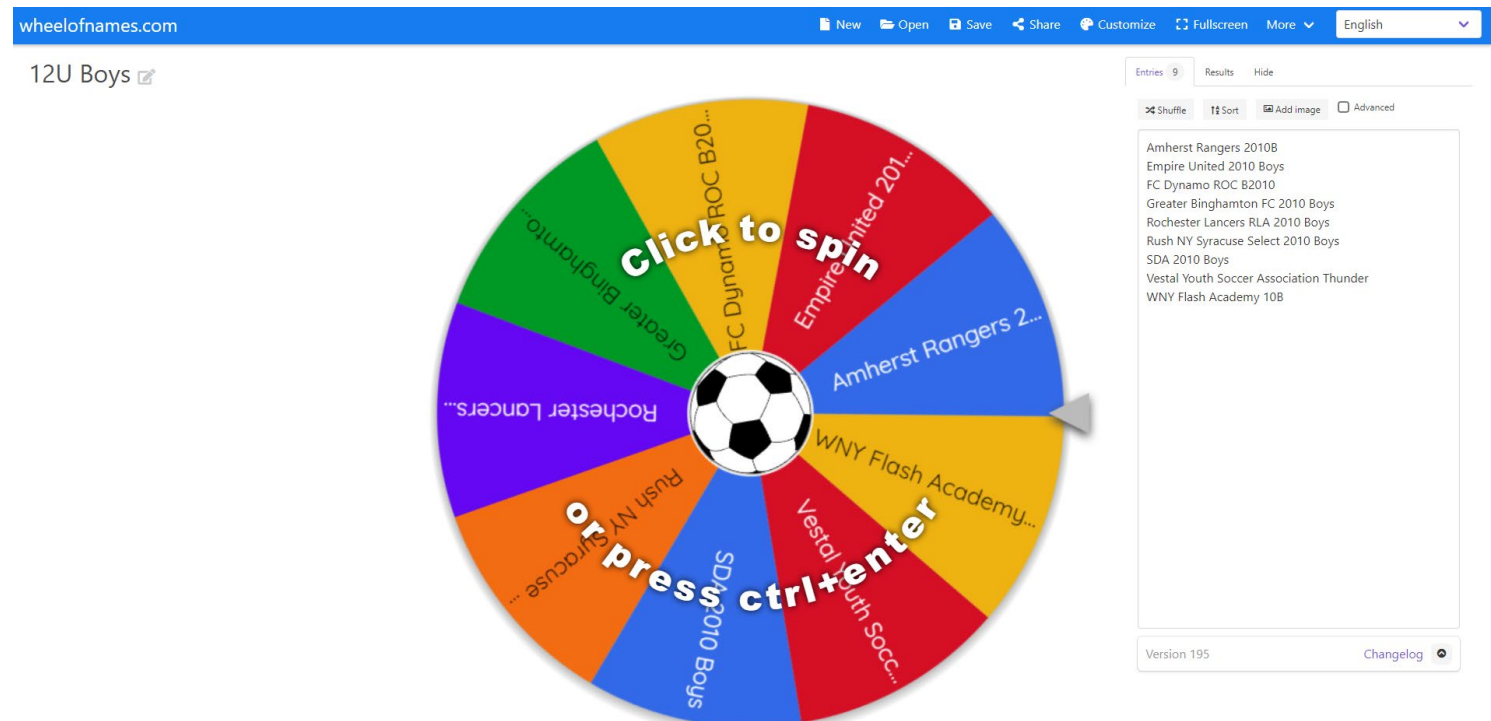 wheelofnames.com
New Open Save Share Customize Fullscreen More English
12U Boys
Entries 9 Results Hide
Shuffle Sort Add image Advanced
Amherst Rangers 2010B
Empire United 2010 Boys
FC Dynamo ROC B2010
Greater Binghamton FC 2010 Boys
Rochester Lancers RLA 2010 Boys
Rush NY Syracuse Select 2010 Boys
SDA 2010 Boys
Vestal Youth Soccer Association Thunder
WNY Flash Academy 10B
Click to spin
or press ctrl+enter
Amherst Rangers 2...
Empire United 201...
FC Dynamo ROC B20...
Greater Binghamto...
Rochester Lancers...
Rush NY Syracuse ...
SDA 2010 Boys
Vestal Youth Socc...
WNY Flash Academy...
Version 195 Changelog